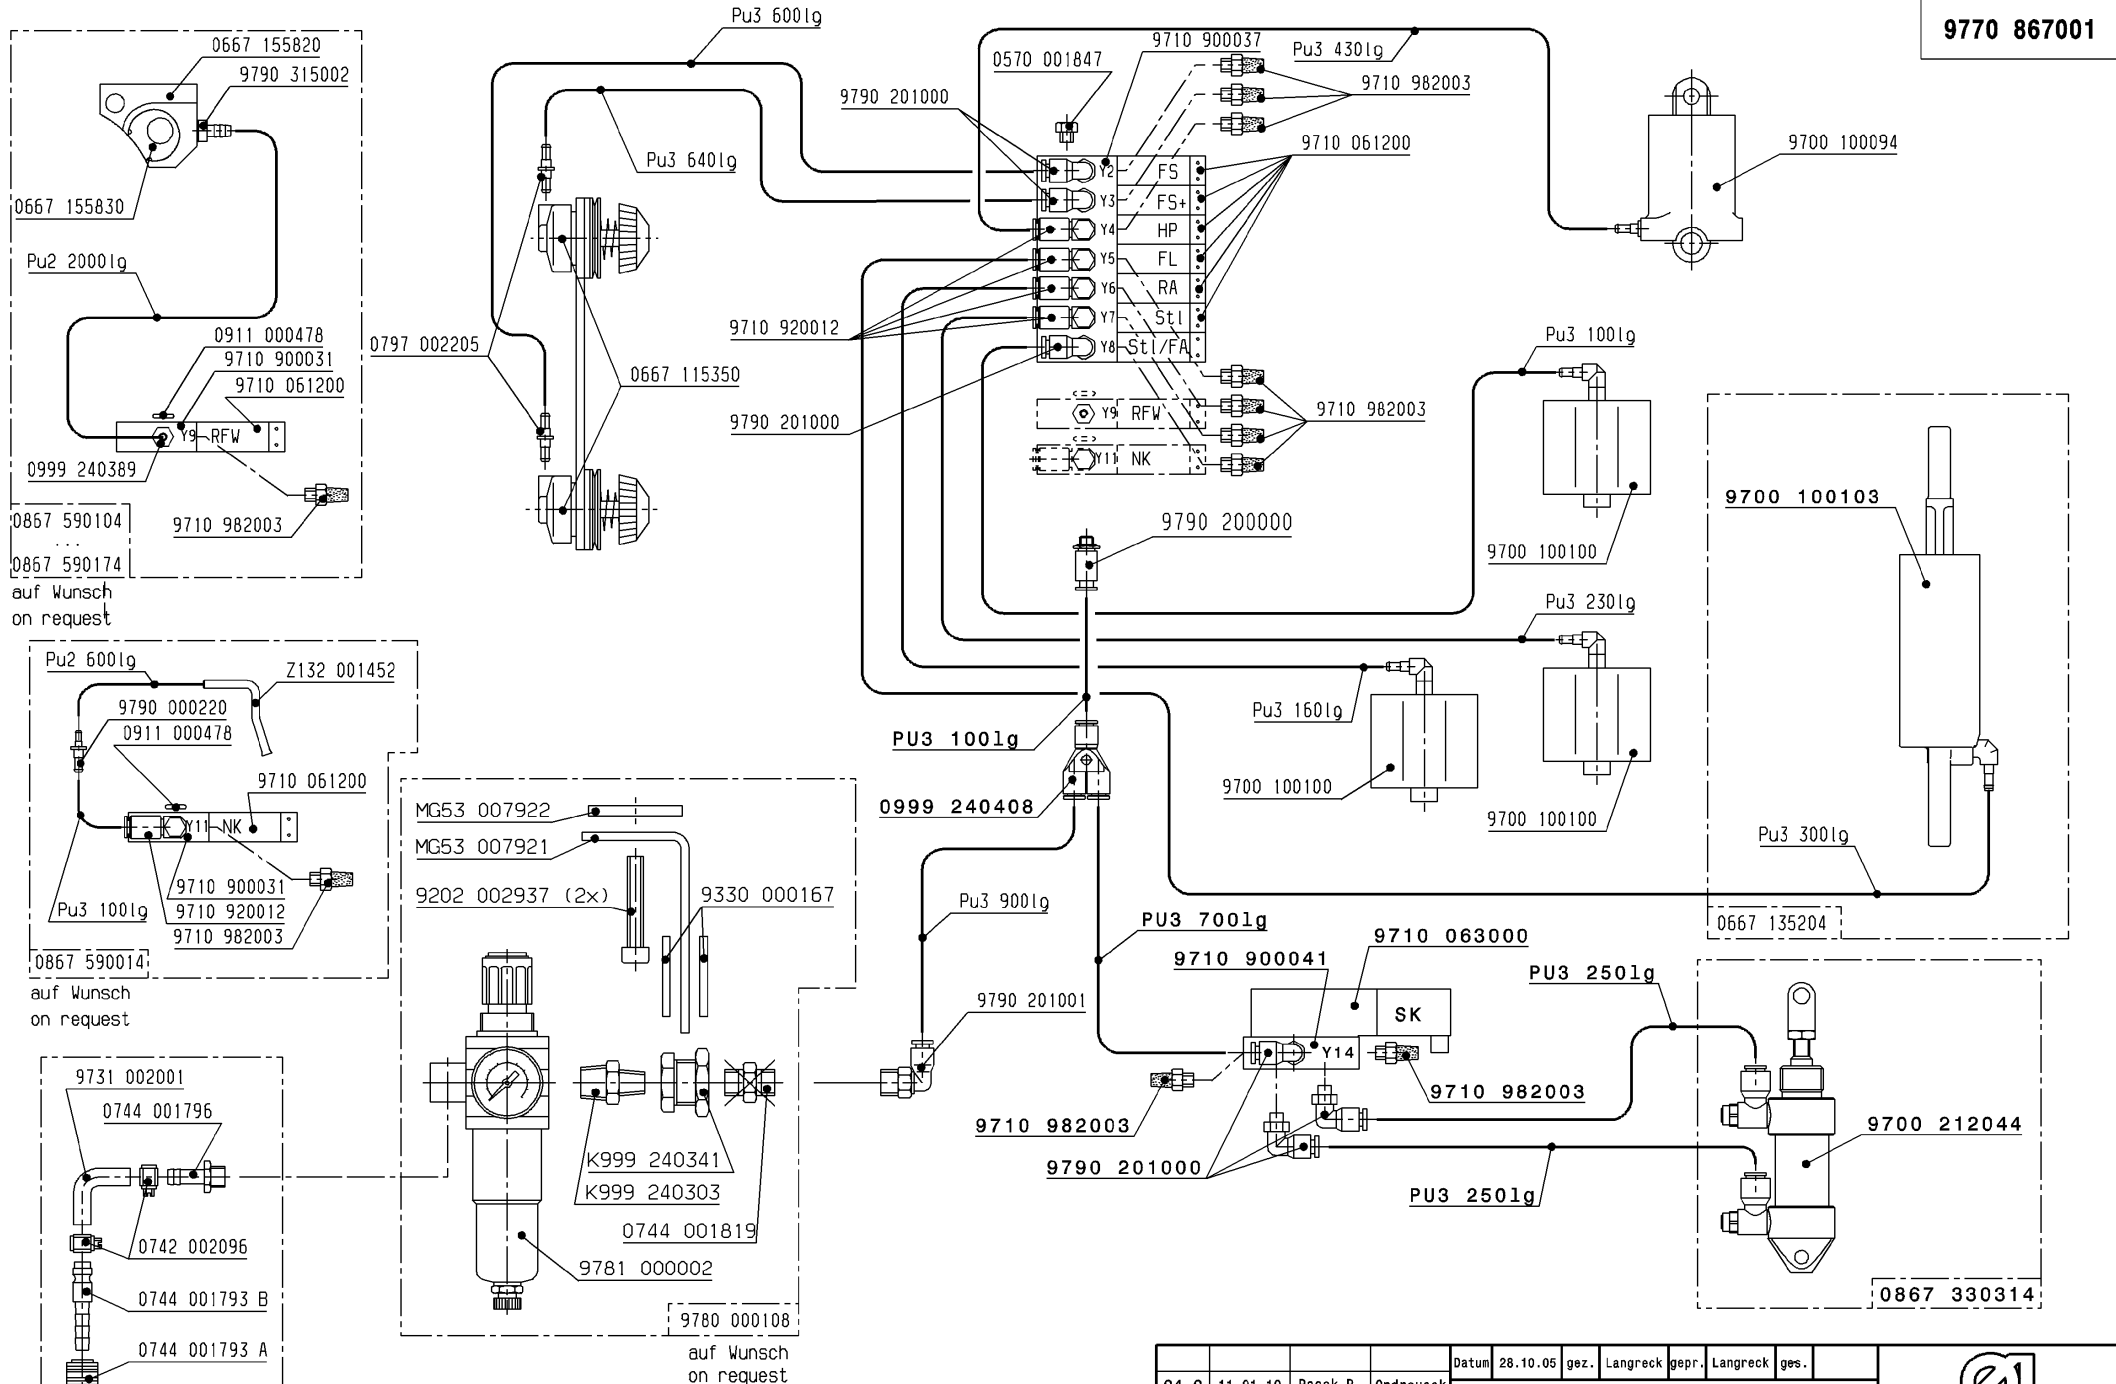 9770 867001
Pu3 600lg
0667 155820
9790 315002
0667 155830
Pu2 2000lg
0911 000478
9710 900031
9710 061200
Y9 RFW
0999 240389
9710 982003
0867 590104
...
0867 590174
auf Wunsch
on request
Pu3 640lg
0797 002205
0667 115350
9790 201000
0570 001847
9710 900037
Pu3 430lg
9710 982003
9710 061200
9700 100094
Y2 FS
Y3 FS+
Y4 HP
Y5 FL
Y6 RA
Y7 Stl
Y8 Stl/FA
9710 920012
9790 201000
Y9 RFW
Y11 NK
9710 982003
Pu3 100lg
9700 100100
9790 200000
9700 100103
Pu3 230lg
Pu3 160lg
9700 100100
9700 100100
PU3 100lg
0999 240408
Pu3 300lg
0667 135204
Pu2 600lg
Z132 001452
9790 000220
0911 000478
9710 061200
Y11 NK
9710 900031
Pu3 100lg
9710 920012
9710 982003
0867 590014
auf Wunsch
on request
MG53 007922
MG53 007921
9202 002937 (2x)
9330 000167
K999 240341
K999 240303
0744 001819
9781 000002
9780 000108
auf Wunsch
on request
Pu3 900lg
PU3 700lg
9790 201001
9710 063000
9710 900041
SK
Y14
9710 982003
9710 982003
9790 201000
PU3 250lg
PU3 250lg
9700 212044
0867 330314
9731 002001
0744 001796
0742 002096
0744 001793 B
0744 001793 A
Datum 28.10.05 gez. Langreck gepr. Langreck ges.